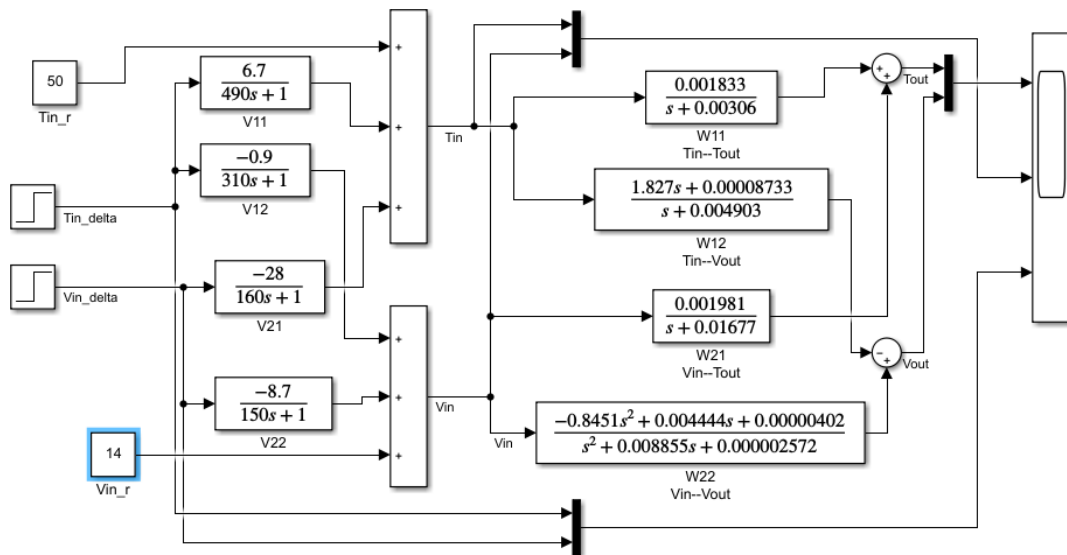 50
Tin_r
6.7
490s + 1
V11
+
+
+
Tin
−0.9
310s + 1
V12
Tin_delta
Vin_delta
−28
160s + 1
V21
−8.7
150s + 1
V22
14
Vin_r
+
+
+
Vin
Vin
0.001833
s + 0.00306
W11
Tin--Tout
1.827s + 0.00008733
s + 0.004903
W12
Tin--Vout
0.001981
s + 0.01677
W21
Vin--Tout
−0.8451s² + 0.004444s + 0.00000402
s² + 0.008855s + 0.000002572
W22
Vin--Vout
+
+
Tout
−
+
Vout